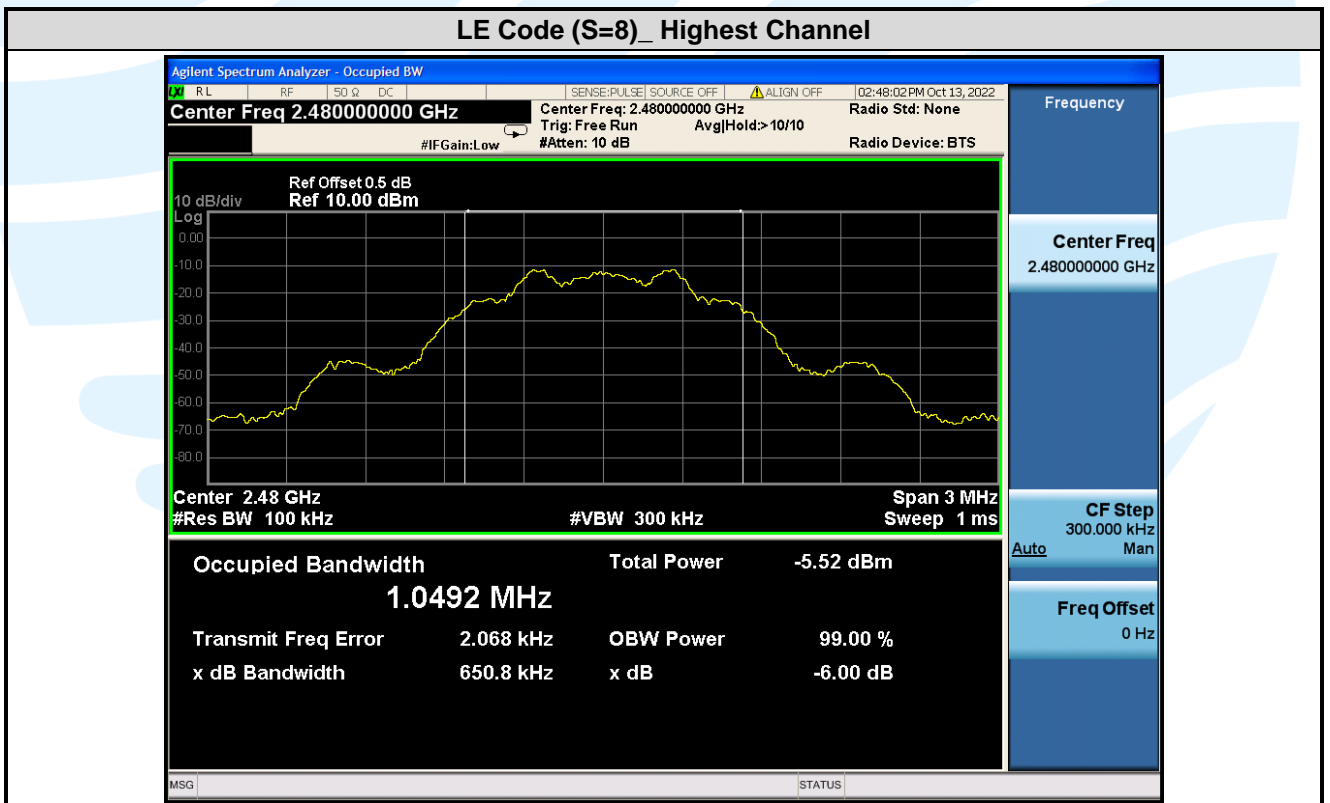 LE Code (S=8)_ Highest Channel
Agilent Spectrum Analyzer - Occupied BW
LXI RL RF 50 Ω DC SENSE:PULSE SOURCE OFF ALIGN OFF 02:48:02 PM Oct 13, 2022
Center Freq 2.480000000 GHz
#IFGain:Low
Center Freq: 2.480000000 GHz
Trig: Free Run Avg|Hold:>10/10
#Atten: 10 dB
Radio Std: None
Radio Device: BTS
Ref Offset 0.5 dB
10 dB/div Ref 10.00 dBm
Log
0.00
-10.0
-20.0
-30.0
-40.0
-50.0
-60.0
-70.0
-80.0
Center 2.48 GHz Span 3 MHz
#Res BW 100 kHz #VBW 300 kHz Sweep 1 ms
Occupied Bandwidth Total Power -5.52 dBm
1.0492 MHz
Transmit Freq Error 2.068 kHz OBW Power 99.00 %
x dB Bandwidth 650.8 kHz x dB -6.00 dB
MSG STATUS
Frequency
Center Freq
2.480000000 GHz
CF Step
300.000 kHz
Auto Man
Freq Offset
0 Hz